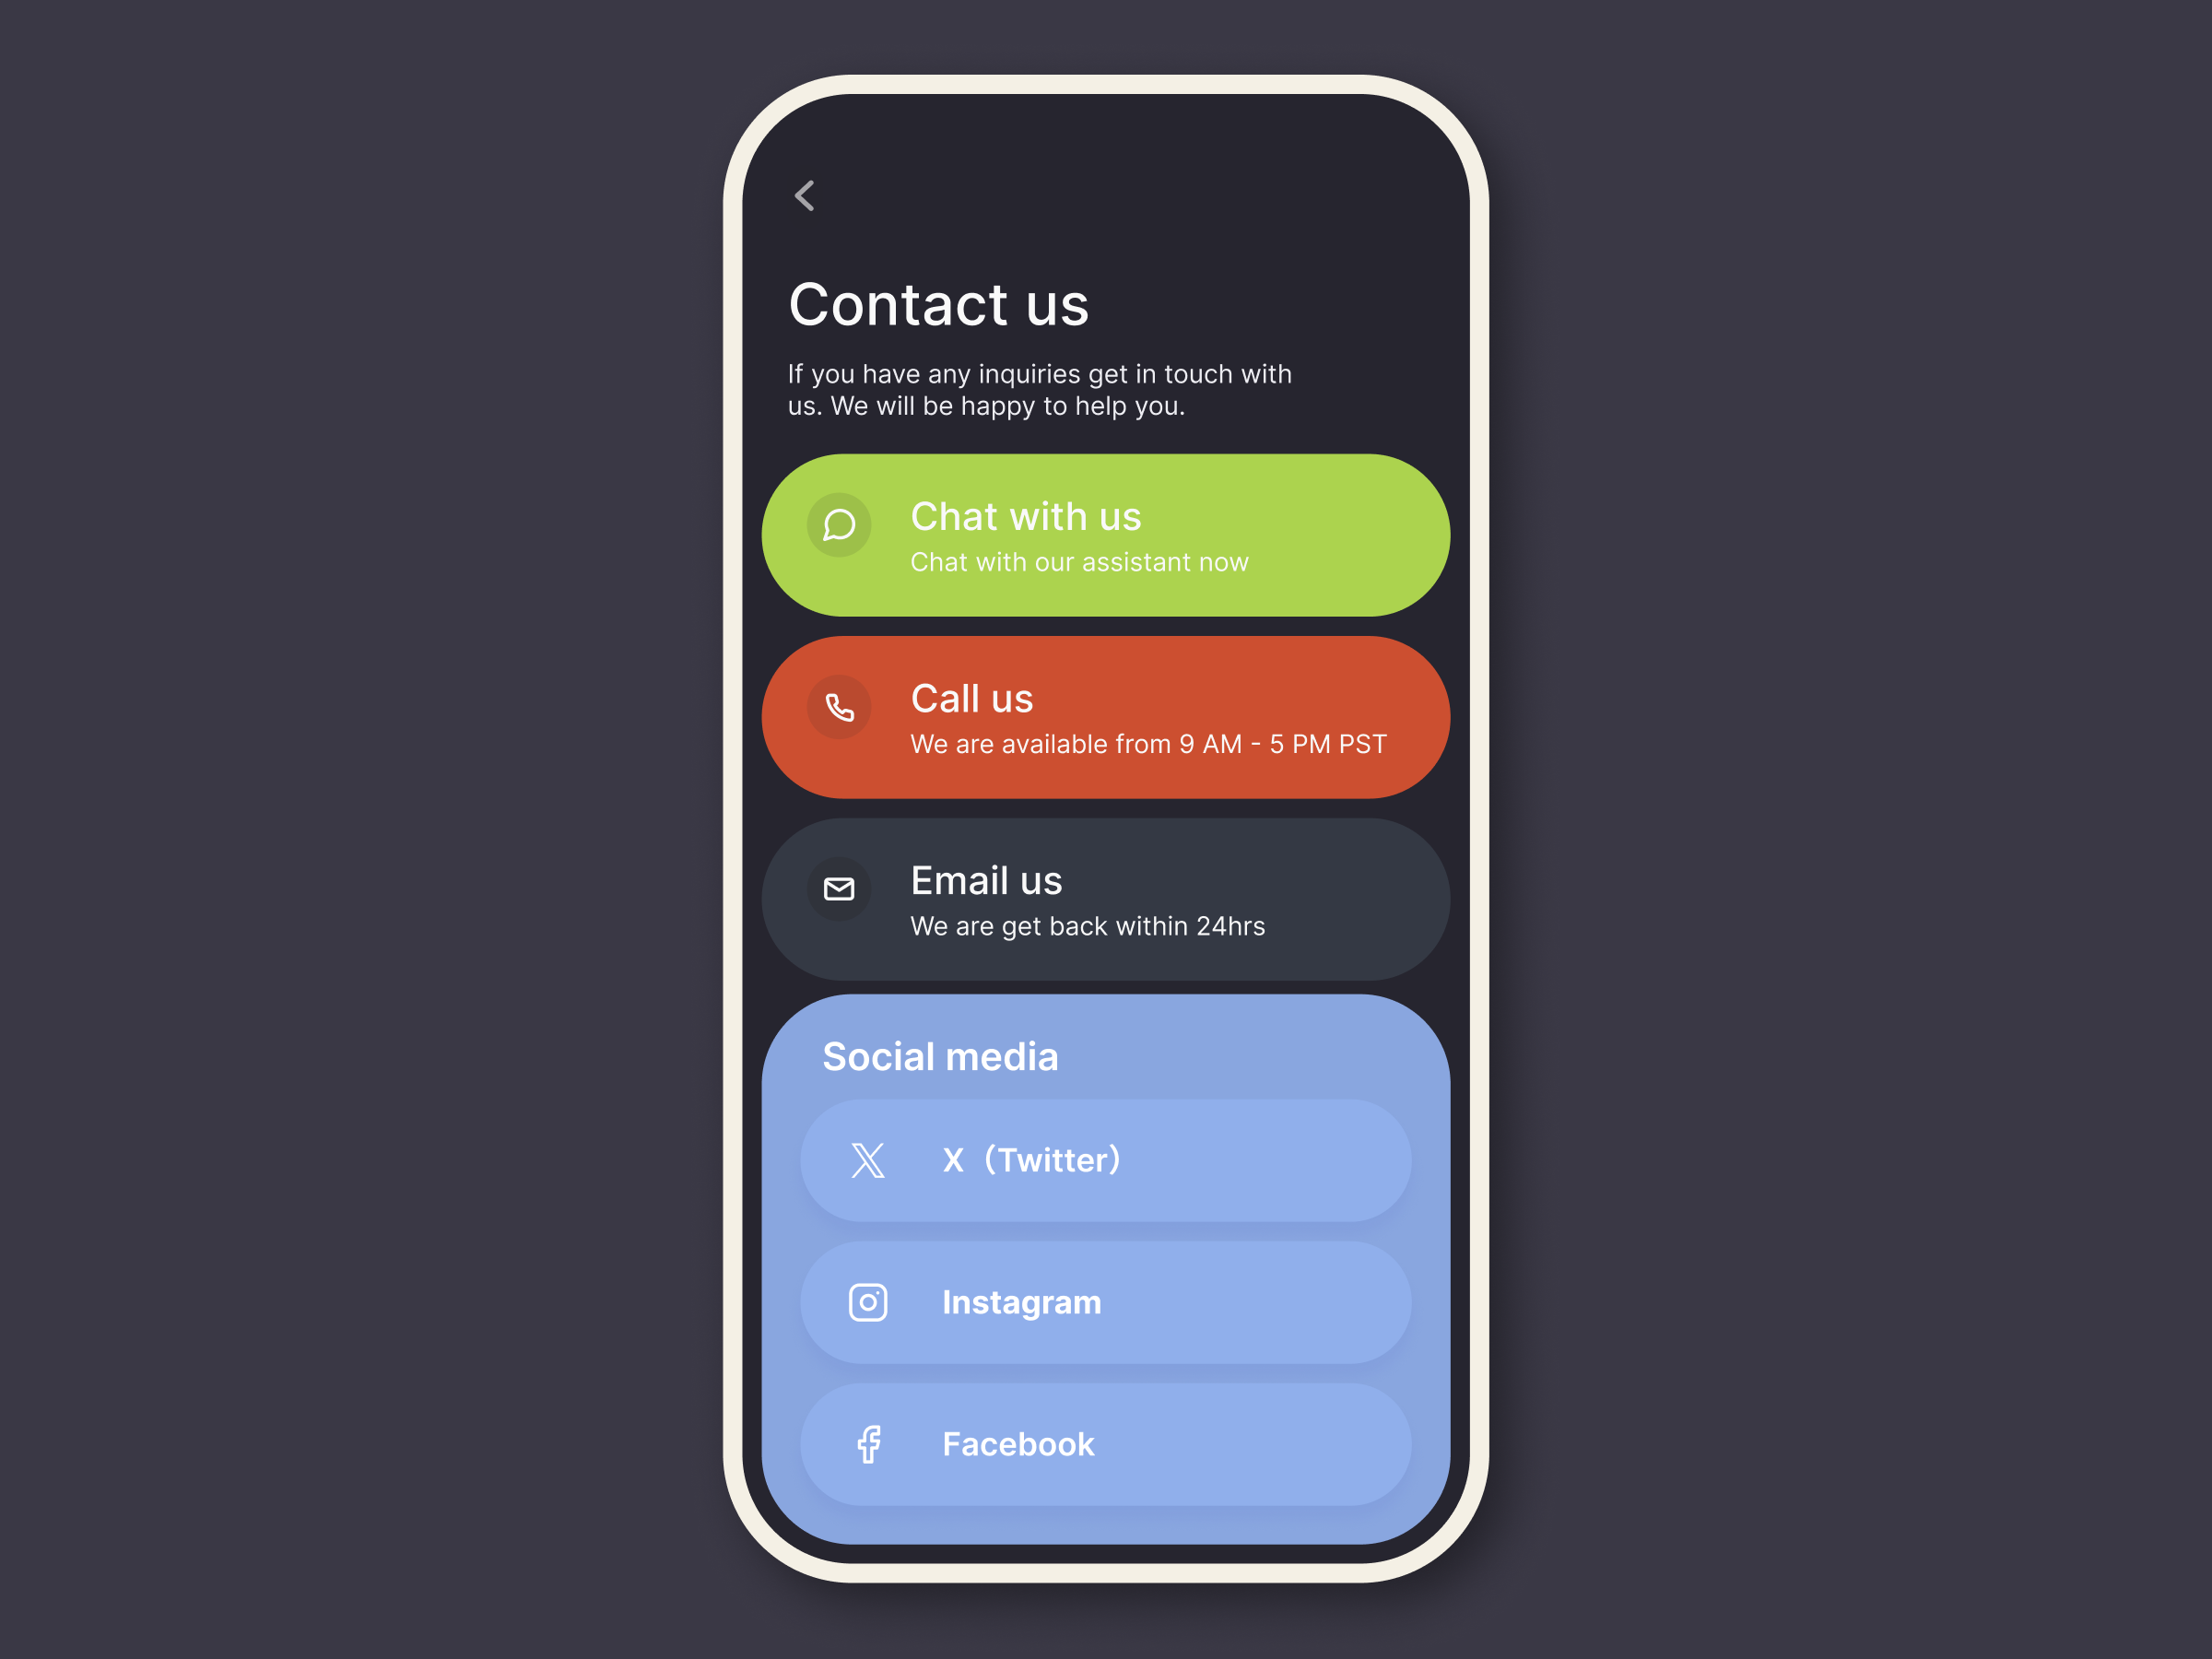 Contact us
If you have any inquiries get in touch with
us. We will be happy to help you.
Chat with us
Chat with our assistant now
Call us
We are available from 9 AM - 5 PM PST
Email us
We are get back within 24hrs
Social media
X (Twitter)
Instagram
Facebook